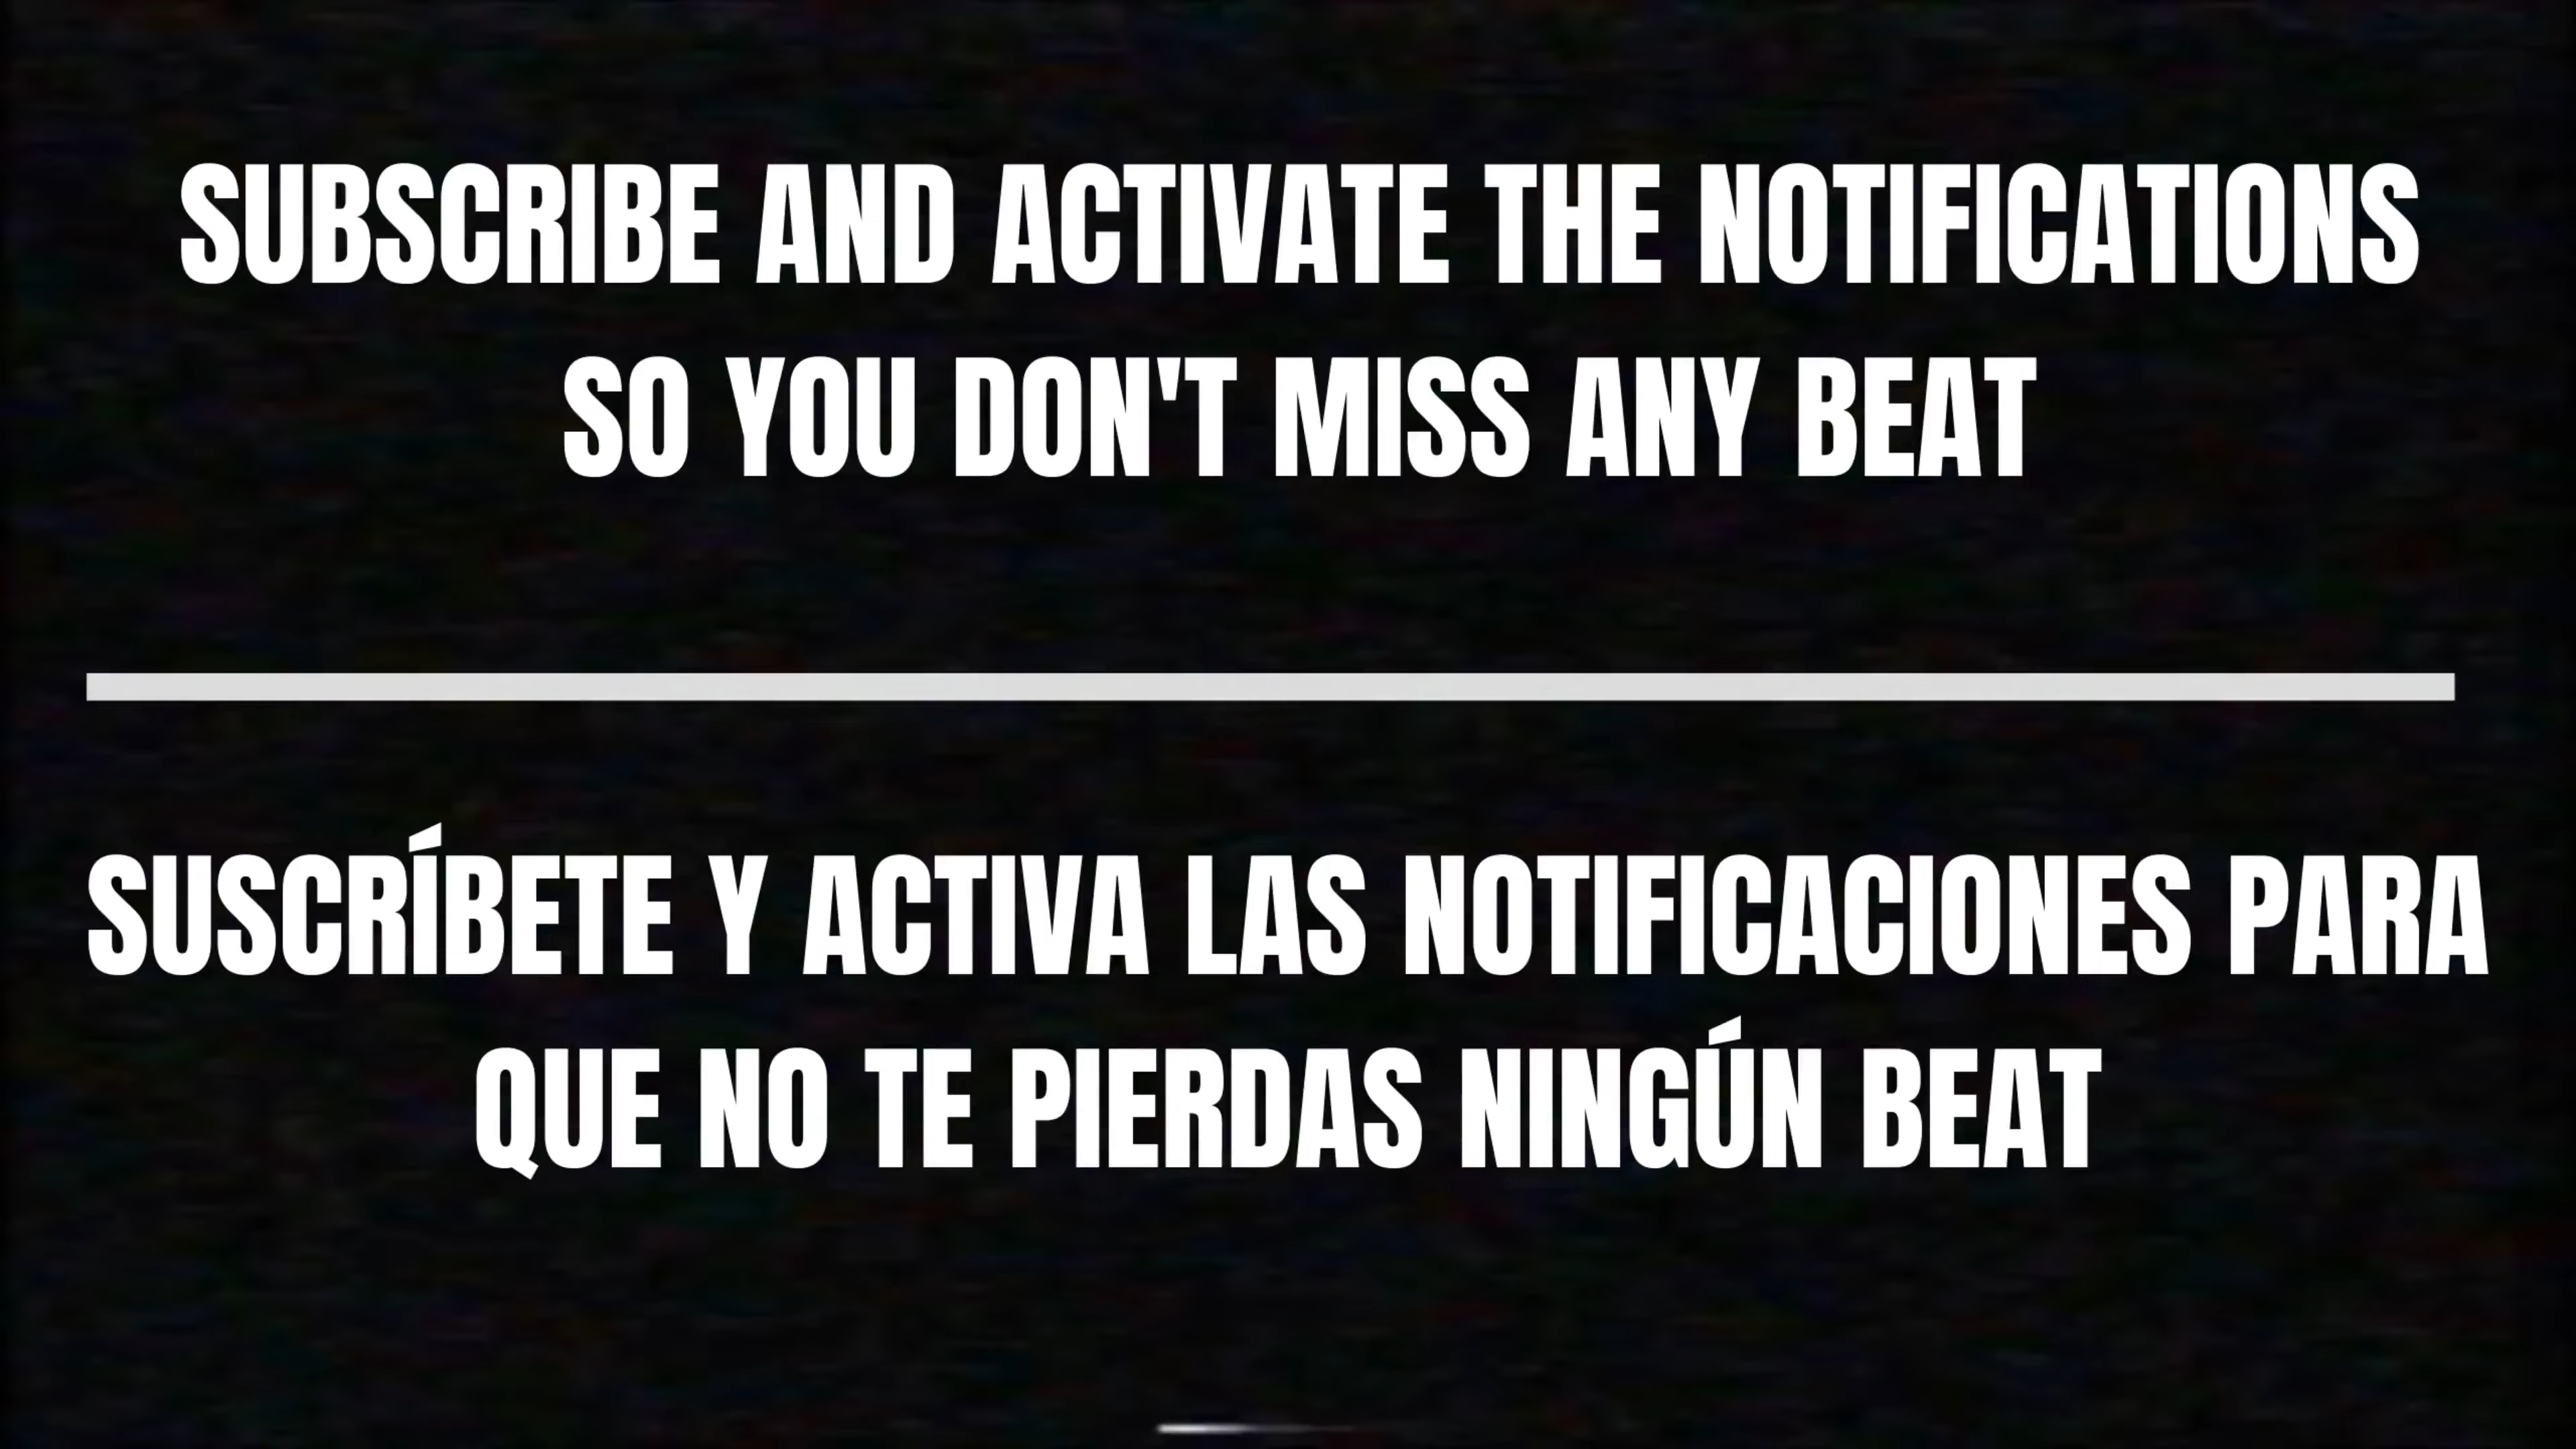 SUBSCRIBE AND ACTIVATE THE NOTIFICATIONS
SO YOU DON'T MISS ANY BEAT
SUSCRÍBETE Y ACTIVA LAS NOTIFICACIONES PARA
QUE NO TE PIERDAS NINGÚN BEAT